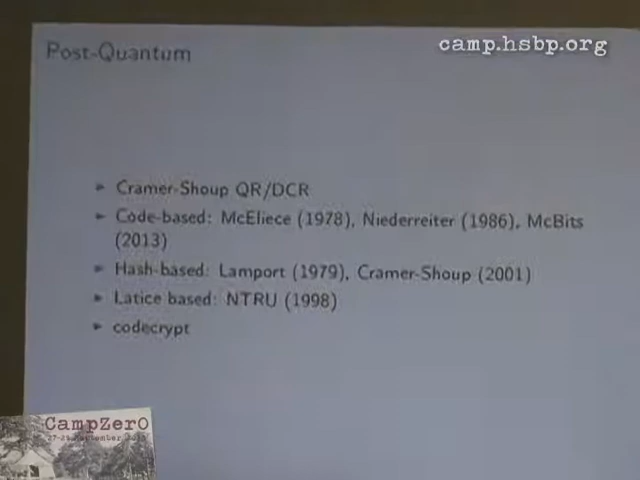 camp.hsbp.org
Post-Quantum
Cramer-Shoup QR/DCR
Code-based: McEliece (1978), Niederreiter (1986), McBits
(2013)
Hash-based: Lamport (1979), Cramer-Shoup (2001)
Latice based: NTRU (1998)
codecrypt
CampZer0